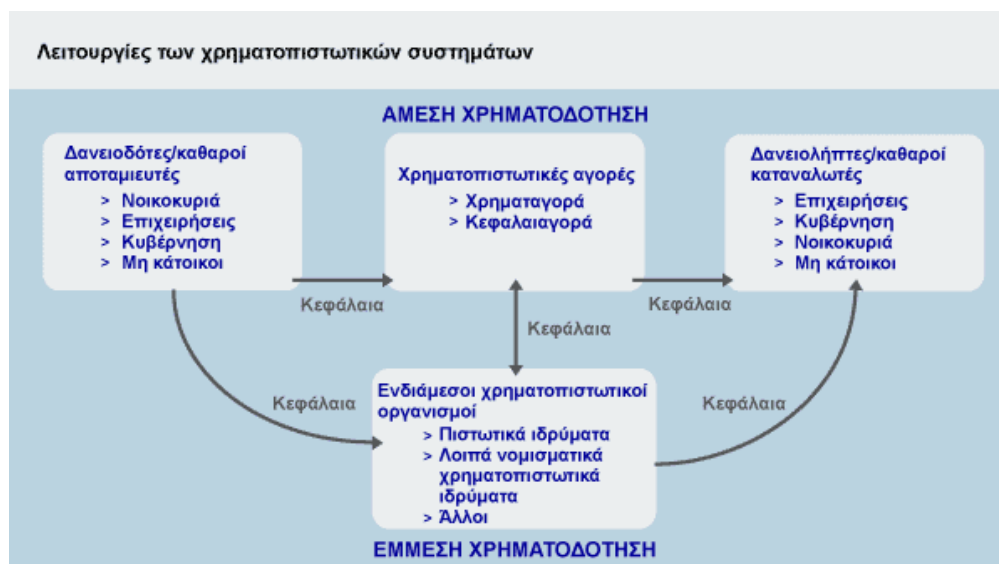 Λειτουργίες των χρηματοπιστωτικών συστημάτων
ΑΜΕΣΗ ΧΡΗΜΑΤΟΔΟΤΗΣΗ
Δανειοδότες/καθαροί
αποταμιευτές
> Νοικοκυριά
> Επιχειρήσεις
> Κυβέρνηση
> Μη κάτοικοι
Χρηματοπιστωτικές αγορές
> Χρηματαγορά
> Κεφαλαιαγορά
Δανειολήπτες/καθαροί
καταναλωτές
> Επιχειρήσεις
> Κυβέρνηση
> Νοικοκυριά
> Μη κάτοικοι
Κεφάλαια
Κεφάλαια
Κεφάλαια
Κεφάλαια
Κεφάλαια
Ενδιάμεσοι χρηματοπιστωτικοί
οργανισμοί
> Πιστωτικά ιδρύματα
> Λοιπά νομισματικά
χρηματοπιστωτικά
ιδρύματα
> Άλλοι
ΕΜΜΕΣΗ ΧΡΗΜΑΤΟΔΟΤΗΣΗ